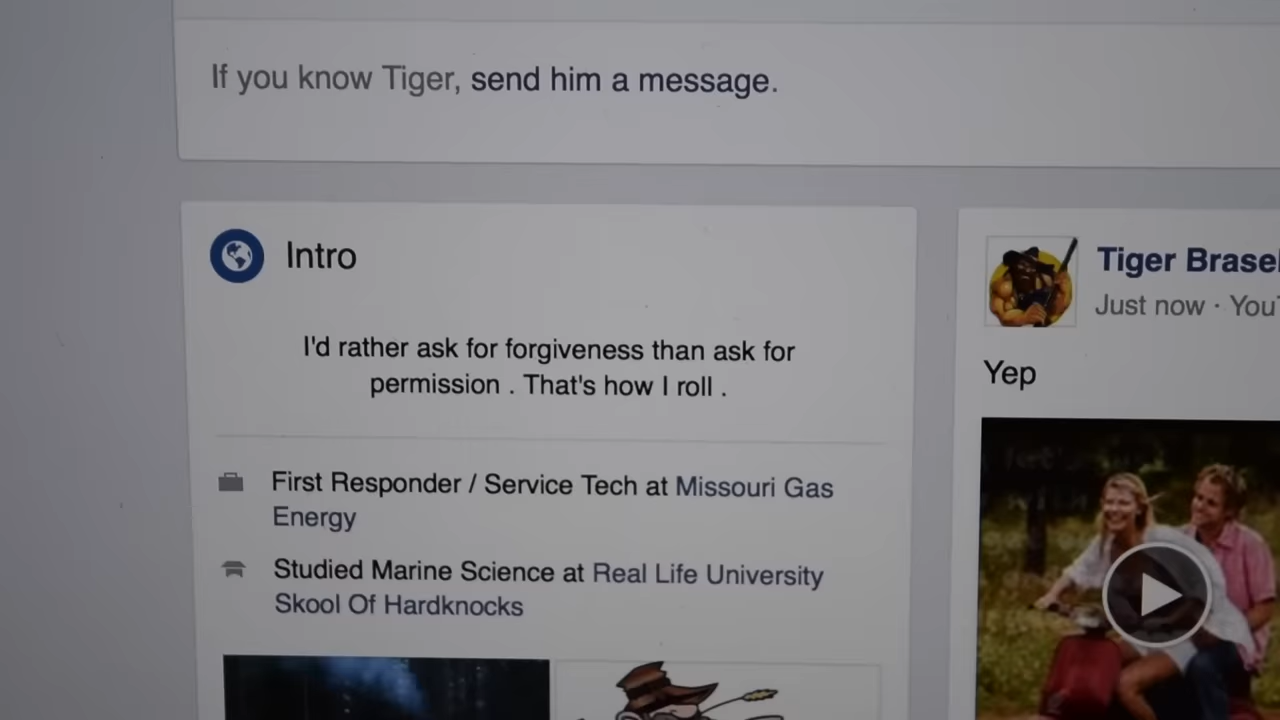 If you know Tiger, send him a message.
Intro
I'd rather ask for forgiveness than ask for
permission . That's how I roll .
First Responder / Service Tech at Missouri Gas
Energy
Studied Marine Science at Real Life University
Skool Of Hardknocks
Tiger
Just now ·
Yep